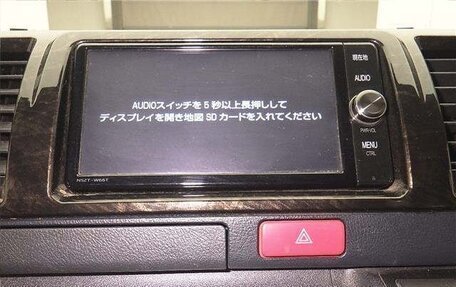 現在地
AUDIO
AUDIOスイッチを5秒以上長押しして
ディスプレイを開き地図SDカードを入れてください
PWR・VOL
MENU
CTRL
NSZT-W66T